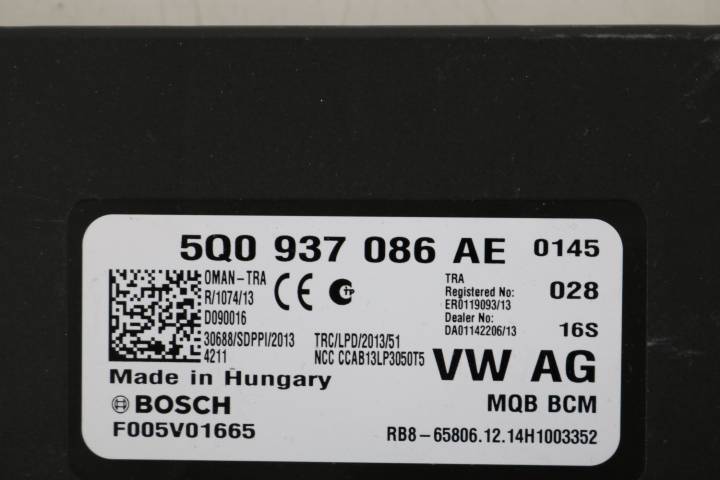 5Q0 937 086 AE 0145
OMAN-TRA
R/1074/13
D090016
30688/SDPPI/2013
4211
CE
TRC/LPD/2013/51
NCC CCAB13LP3050T5
TRA
Registered No:
ER0119093/13
Dealer No:
DA01142206/13
028
16S
VW AG
Made in Hungary
BOSCH
MQB BCM
F005V01665
RB8-65806.12.14H1003352